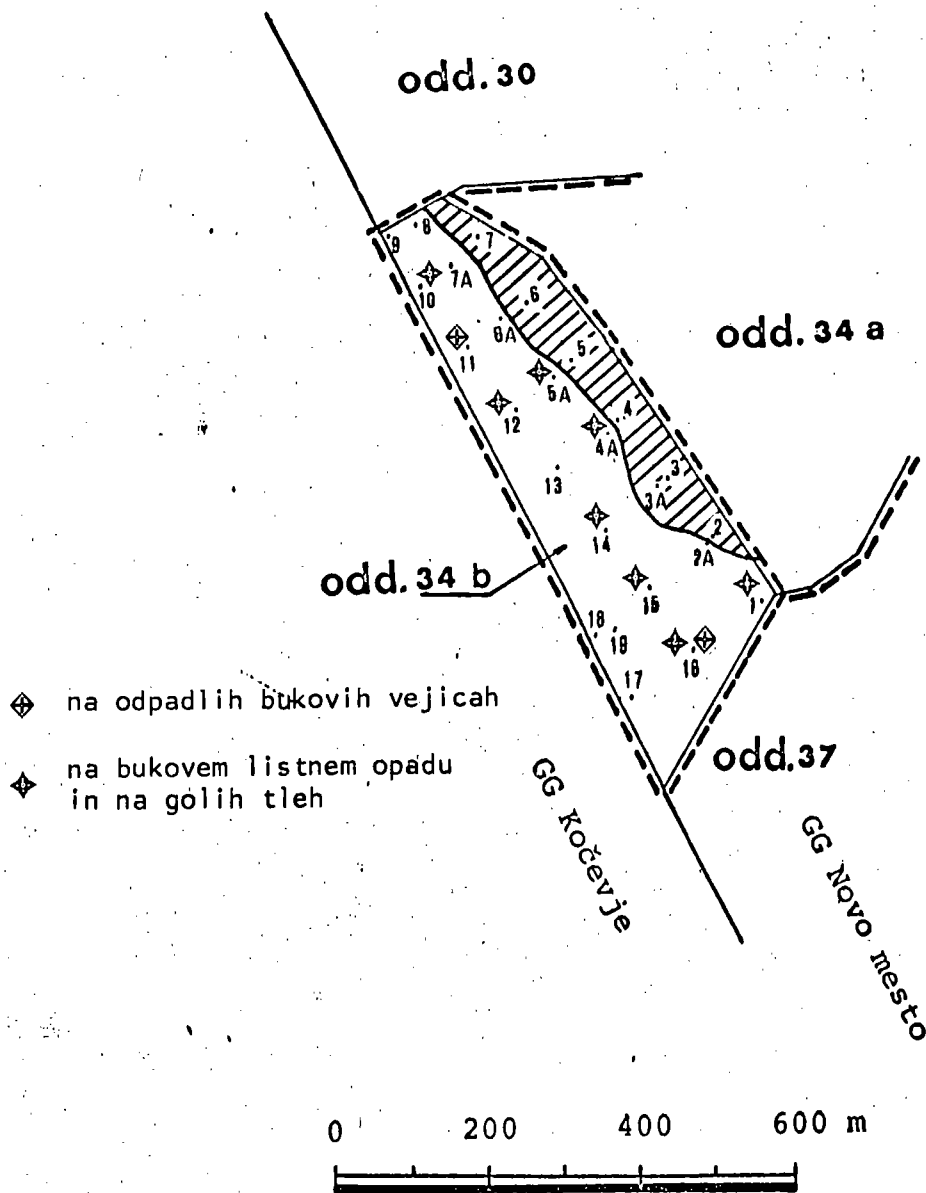 odd. 30
8
9
7
7A
10
6
6A
odd. 34 a
11
5
5A
12
4
4A
13
3
3A
14
2
2A
odd. 34 b
15
1
18
19
16
17
na odpadlih bukovih vejicah
odd. 37
na bukovem listnem opadu
in na golih tleh
GG Kočevje
GG Novo mesto
0 200 400 600 m